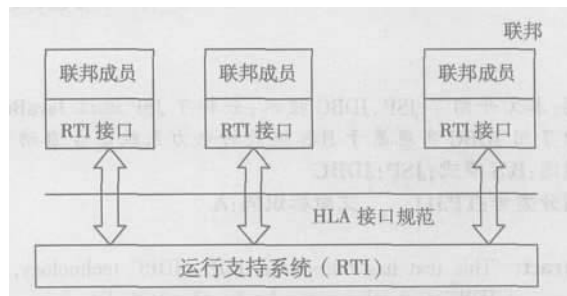 联邦
联邦成员 联邦成员 联邦成员
RTI 接口 RTI 接口 RTI 接口
HLA 接口规范
运行支持系统（RTI）